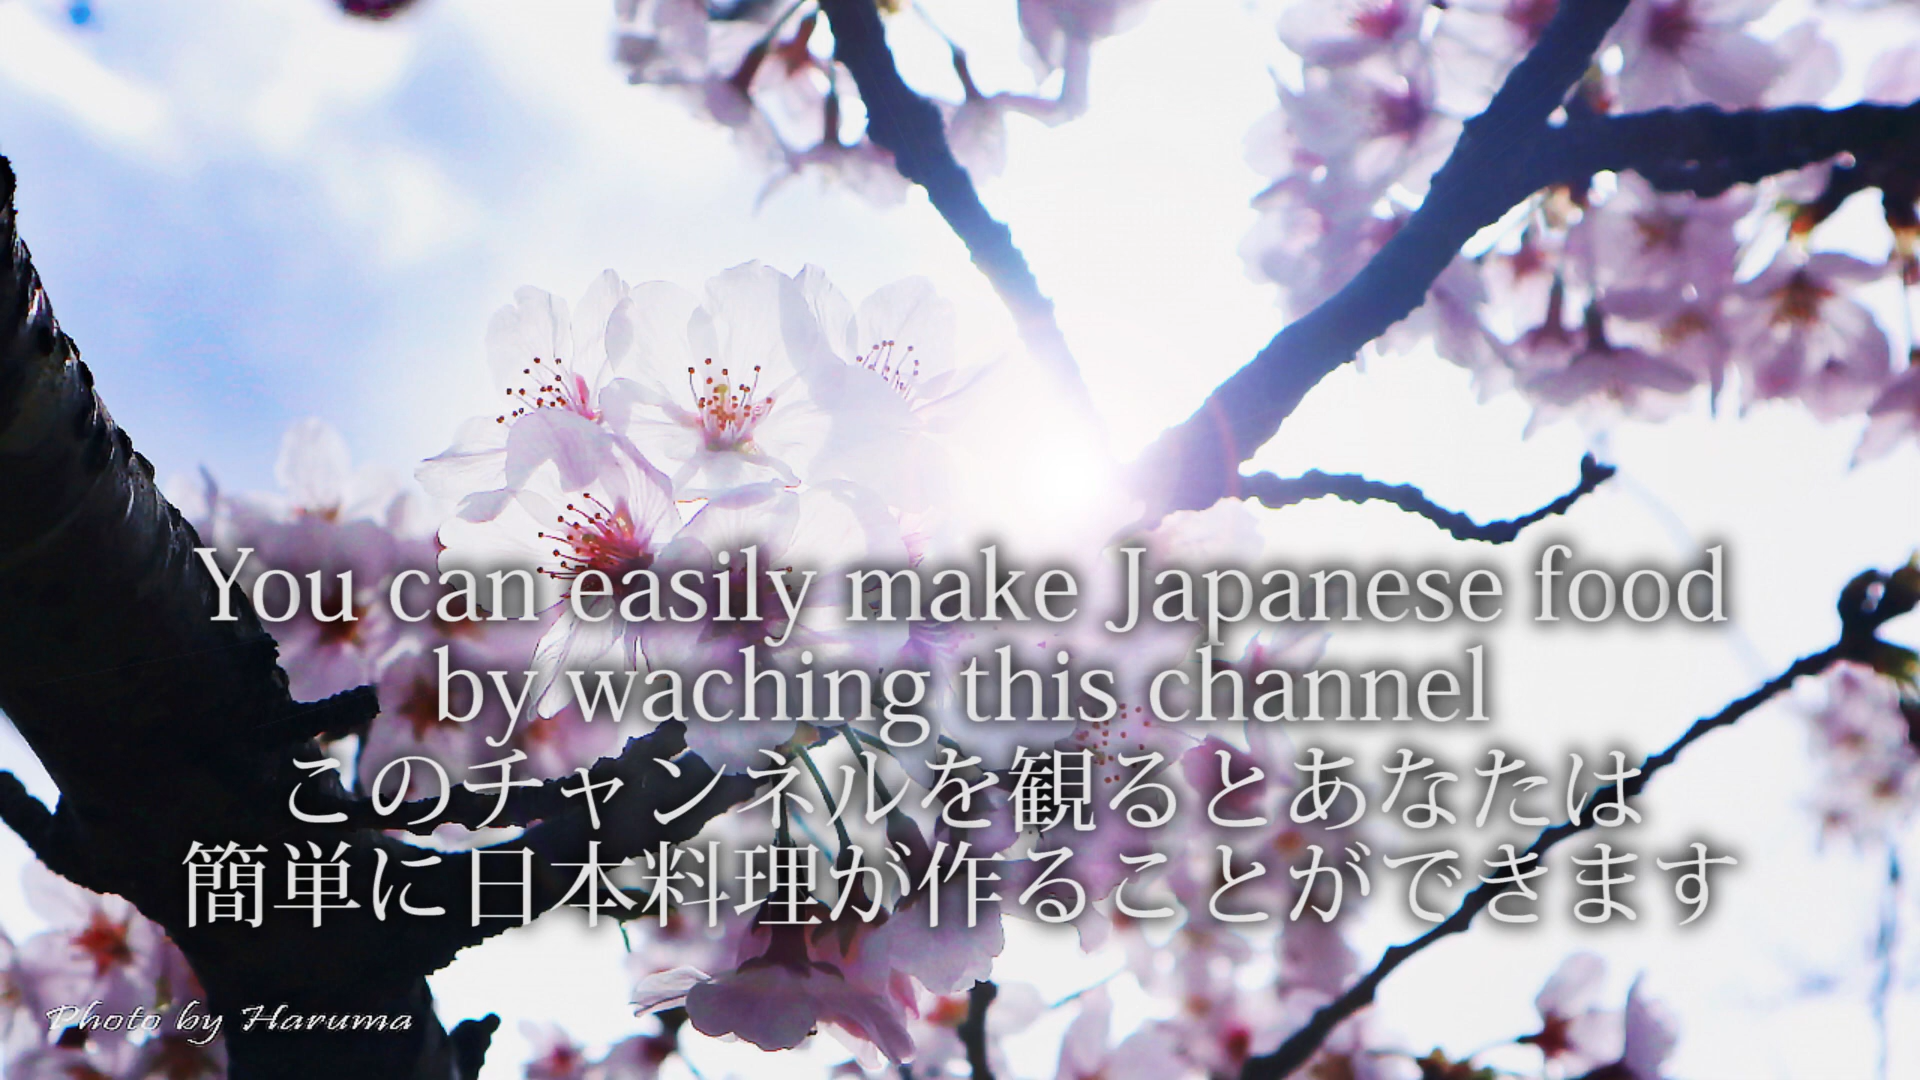 You can easily make Japanese food
by waching this channel
このチャンネルを観るとあなたは
簡単に日本料理が作ることができます
Photo by Haruma